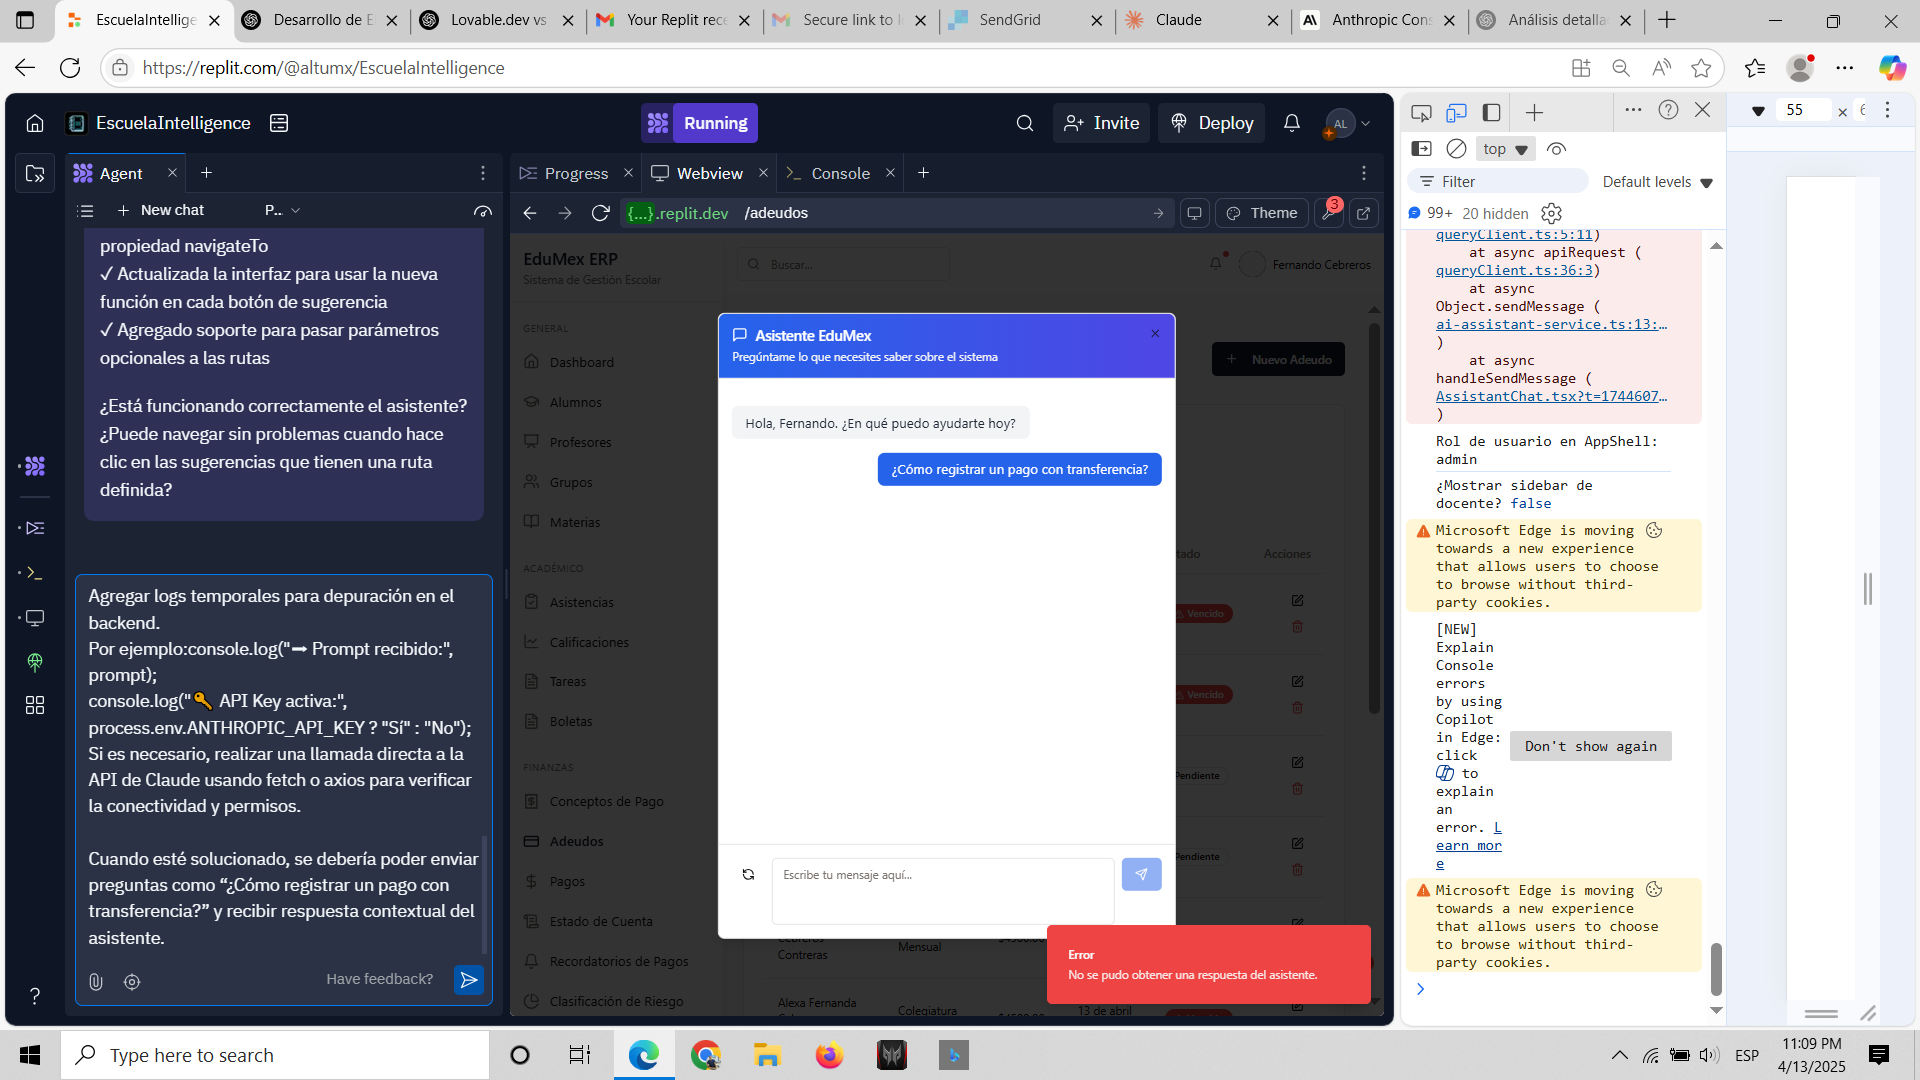 EscuelaIntellige
Desarrollo de E
Lovable.dev vs
Your Replit rece
Secure link to l
SendGrid
Claude
Anthropic Cons
Análisis detalla
https://replit.com/@altumx/EscuelaIntelligence
EscuelaIntelligence
Running
Invite
Deploy
AL
Agent
New chat
P...
propiedad navigateTo
✓ Actualizada la interfaz para usar la nueva
función en cada botón de sugerencia
✓ Agregado soporte para pasar parámetros
opcionales a las rutas
¿Está funcionando correctamente el asistente?
¿Puede navegar sin problemas cuando hace
clic en las sugerencias que tienen una ruta
definida?
Agregar logs temporales para depuración en el
backend.
Por ejemplo:console.log("➡ Prompt recibido:",
prompt);
console.log("🔑 API Key activa:",
process.env.ANTHROPIC_API_KEY ? "Sí" : "No");
Si es necesario, realizar una llamada directa a la
API de Claude usando fetch o axios para verificar
la conectividad y permisos.
Cuando esté solucionado, se debería poder enviar
preguntas como “¿Cómo registrar un pago con
transferencia?” y recibir respuesta contextual del
asistente.
Have feedback?
Progress
Webview
Console
{...}.replit.dev /adeudos
Theme
3
EduMex ERP
Sistema de Gestión Escolar
Buscar...
Fernando Cebreros
GENERAL
Dashboard
Alumnos
Profesores
Grupos
Materias
ACADÉMICO
Asistencias
Calificaciones
Tareas
Boletas
FINANZAS
Conceptos de Pago
Adeudos
Pagos
Estado de Cuenta
Recordatorios de Pagos
Clasificación de Riesgo
Nuevo Adeudo
tado
Acciones
Vencido
Vencido
Pendiente
Pendiente
Contreras
Mensual
Alexa Fernanda
Colegiatura
13 de abril
Asistente EduMex
Pregúntame lo que necesites saber sobre el sistema
Hola, Fernando. ¿En qué puedo ayudarte hoy?
¿Cómo registrar un pago con transferencia?
Escribe tu mensaje aquí...
Error
No se pudo obtener una respuesta del asistente.
55
top
Filter
Default levels
99+
20 hidden
queryClient.ts:5:11)
at async apiRequest (
queryClient.ts:36:3)
at async
Object.sendMessage (
ai-assistant-service.ts:13:…
)
at async
handleSendMessage (
AssistantChat.tsx?t=1744607…
)
Rol de usuario en AppShell:
admin
¿Mostrar sidebar de
docente? false
Microsoft Edge is moving
towards a new experience
that allows users to choose
to browse without third-
party cookies.
[NEW]
Explain
Console
errors
by using
Copilot
in Edge:
click
to
explain
an
error. L
earn mor
e
Don't show again
Microsoft Edge is moving
towards a new experience
that allows users to choose
to browse without third-
party cookies.
Type here to search
ESP
11:09 PM
4/13/2025